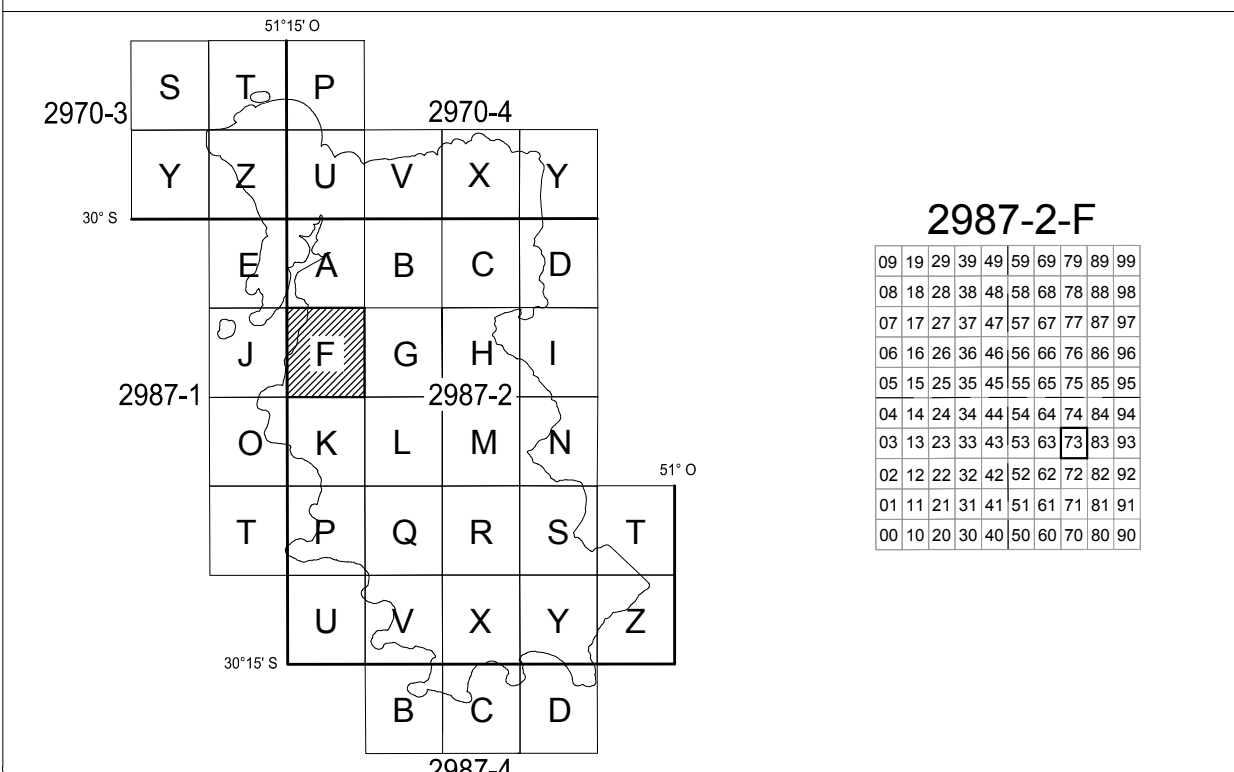 51°15' O
S T P
2970-3
2970-4
Y Z U V X Y
30° S
E A B C D
J F G H I
2987-1
2987-2
O K L M N
51° O
T P Q R S T
U V X Y Z
30°15' S
B C D
2987-4
2987-2-F
09 19 29 39 49 59 69 79 89 99
08 18 28 38 48 58 68 78 88 98
07 17 27 37 47 57 67 77 87 97
06 16 26 36 46 56 66 76 86 96
05 15 25 35 45 55 65 75 85 95
04 14 24 34 44 54 64 74 84 94
03 13 23 33 43 53 63 73 83 93
02 12 22 32 42 52 62 72 82 92
01 11 21 31 41 51 61 71 81 91
00 10 20 30 40 50 60 70 80 90